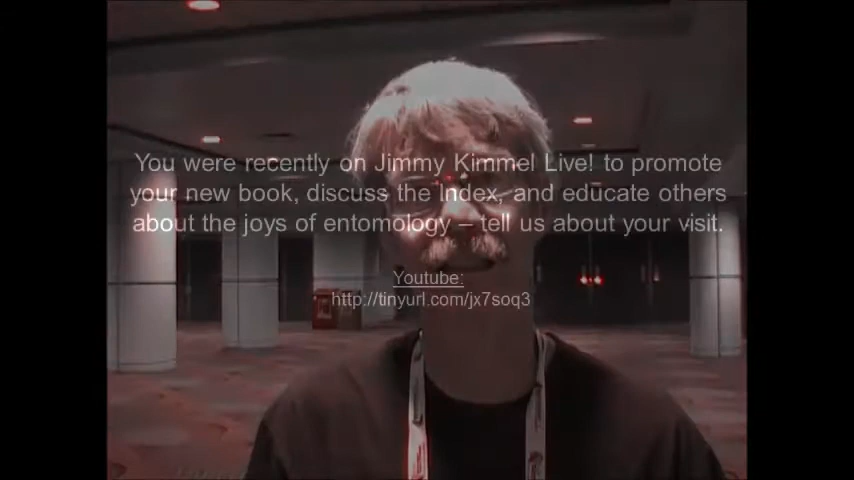 You were recently on Jimmy Kimmel Live! to promote
your new book, discuss the Index, and educate others
about the joys of entomology – tell us about your visit.
Youtube:
http://tinyurl.com/jx7soq3